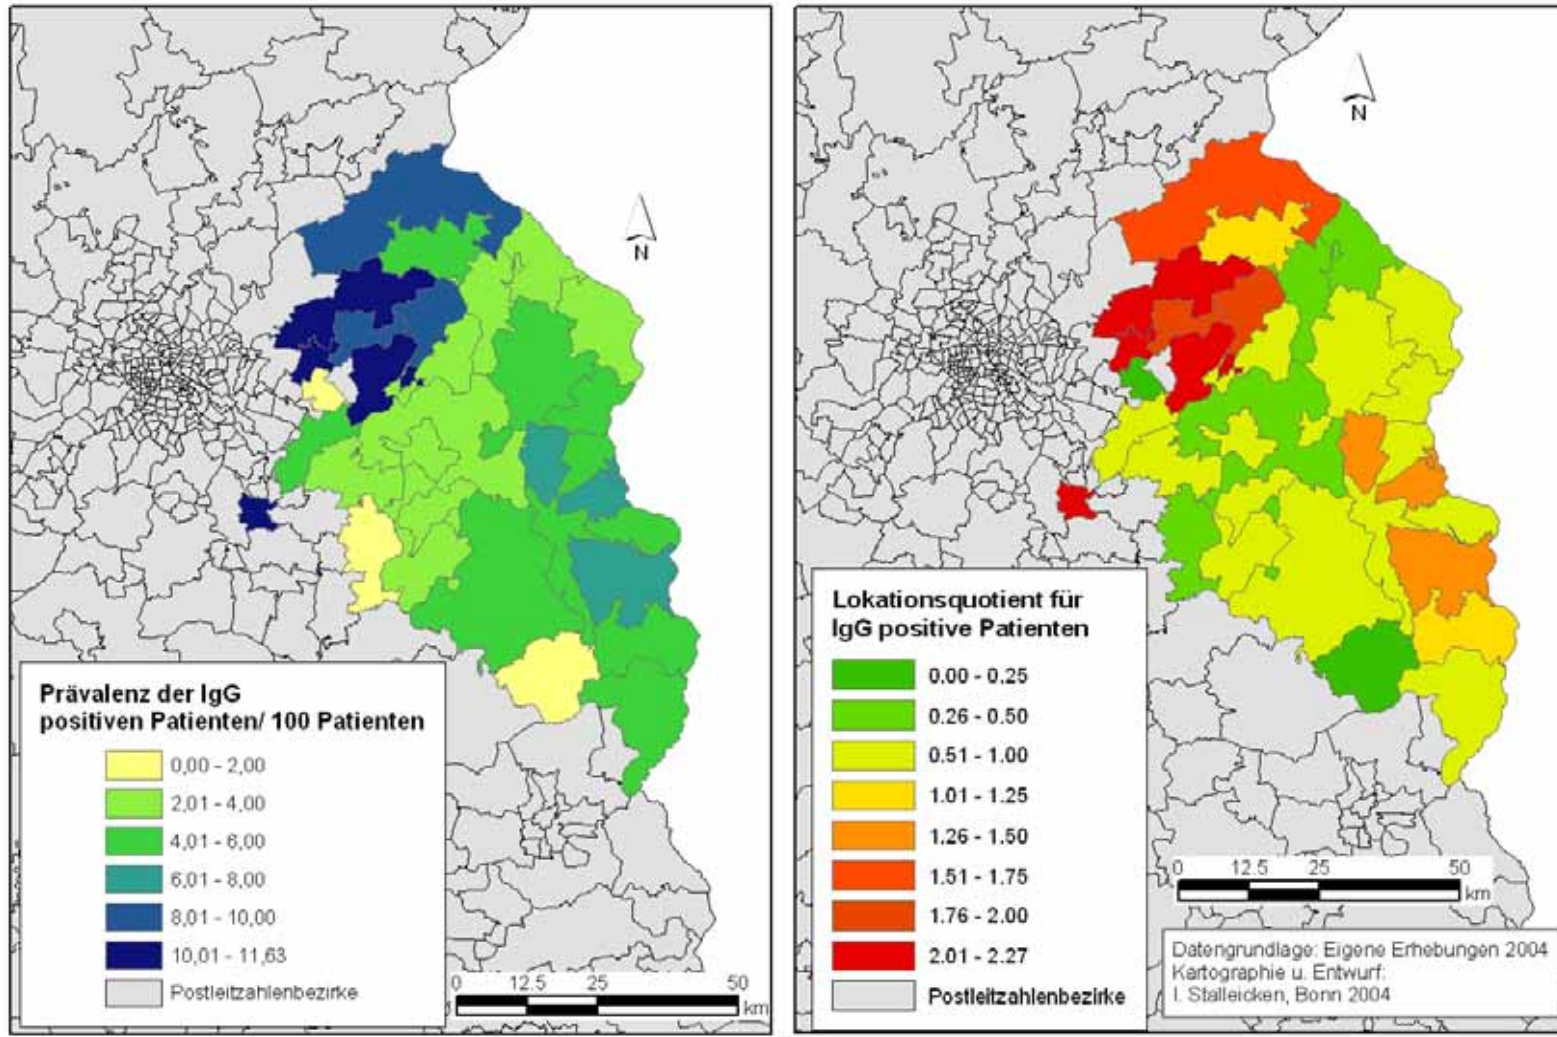 N
Prävalenz der IgG
positiven Patienten/ 100 Patienten
0,00 - 2,00
2,01 - 4,00
4,01 - 6,00
6,01 - 8,00
8,01 - 10,00
10,01 - 11,63
Postleitzahlenbezirke
0 12.5 25 50
km
N
Lokationsquotient für
IgG positive Patienten
0.00 - 0.25
0.26 - 0.50
0.51 - 1.00
1.01 - 1.25
1.26 - 1.50
1.51 - 1.75
1.76 - 2.00
2.01 - 2.27
Postleitzahlenbezirke
0 12.5 25 50
km
Datengrundlage: Eigene Erhebungen 2004
Kartographie u. Entwurf:
I. Stalleicken, Bonn 2004